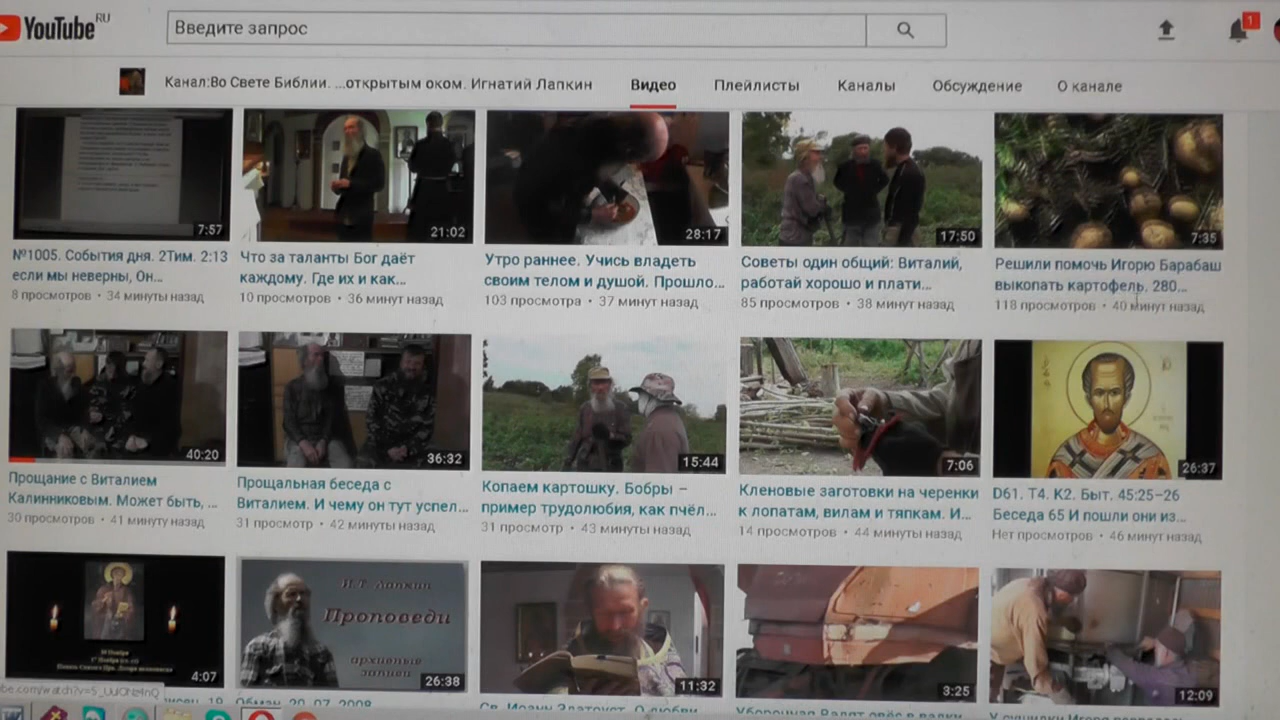 YouTube RU
Введите запрос
Канал:Во Свете Библии. ...открытым оком. Игнатий Лапкин
Видео
Плейлисты
Каналы
Обсуждение
О канале
1
7:57
21:02
28:17
17:50
7:35
№1005. События дня. 2Тим. 2:13
если мы неверны, Он...
8 просмотров • 34 минуты назад
Что за таланты Бог даёт
каждому. Где их и как...
10 просмотров • 36 минут назад
Утро раннее. Учись владеть
своим телом и душой. Прошло...
103 просмотра • 37 минут назад
Советы один общий: Виталий,
работай хорошо и плати...
85 просмотров • 38 минут назад
Решили помочь Игорю Барабаш
выкопать картофель. 280...
118 просмотров • 40 минут назад
40:20
36:32
15:44
7:06
26:37
Прощание с Виталием
Калинниковым. Может быть, ...
30 просмотров • 41 минуту назад
Прощальная беседа с
Виталием. И чему он тут успел...
31 просмотр • 42 минуты назад
Копаем картошку. Бобры –
пример трудолюбия, как пчёл...
31 просмотр • 43 минуты назад
Кленовые заготовки на черенки
к лопатам, вилам и тяпкам. И...
14 просмотров • 44 минуты назад
D61. Т4. К2. Быт. 45:25–26
Беседа 65 И пошли они из...
Нет просмотров • 46 минут назад
И.Т. Лапкин
Проповеди
архивные
записи
4:07
26:38
11:32
3:25
12:09
Обман. 20. 07. 2008
Св. Иоанн Златоуст. О любви